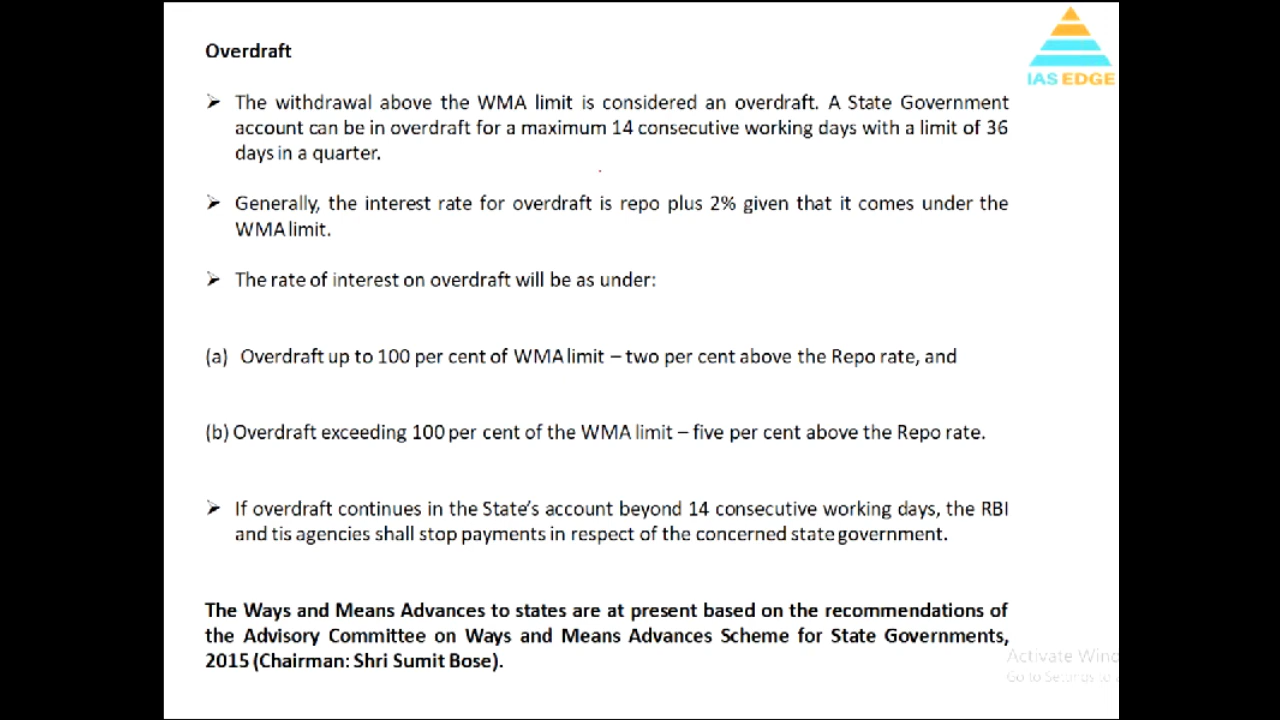 IAS EDGE
Overdraft
➢ The withdrawal above the WMA limit is considered an overdraft. A State Government
account can be in overdraft for a maximum 14 consecutive working days with a limit of 36
days in a quarter.
➢ Generally, the interest rate for overdraft is repo plus 2% given that it comes under the
WMA limit.
➢ The rate of interest on overdraft will be as under:
(a) Overdraft up to 100 per cent of WMA limit – two per cent above the Repo rate, and
(b) Overdraft exceeding 100 per cent of the WMA limit – five per cent above the Repo rate.
➢ If overdraft continues in the State's account beyond 14 consecutive working days, the RBI
and tis agencies shall stop payments in respect of the concerned state government.
The Ways and Means Advances to states are at present based on the recommendations of
the Advisory Committee on Ways and Means Advances Scheme for State Governments,
2015 (Chairman: Shri Sumit Bose).
Activate Wind
Go to Settings to